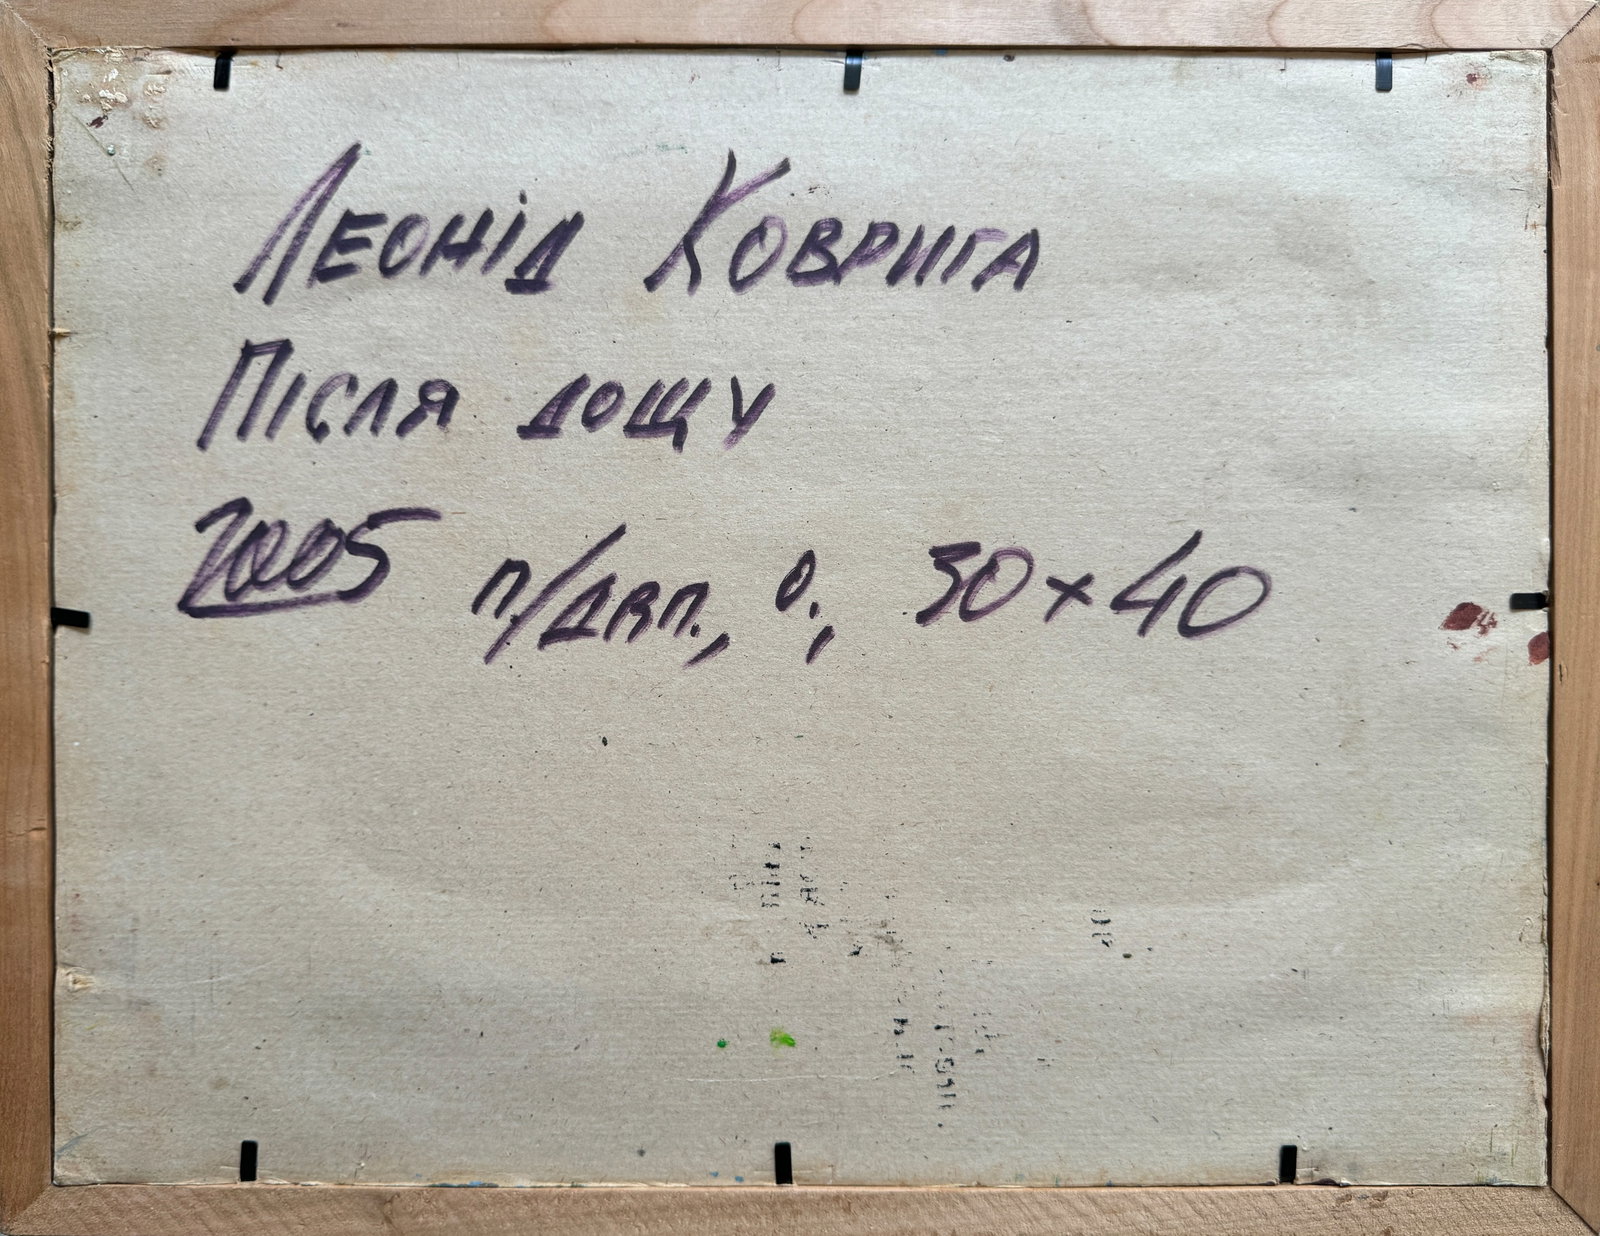 Леонід Коврига
Після дощу
2005 п./двп., о., 30×40